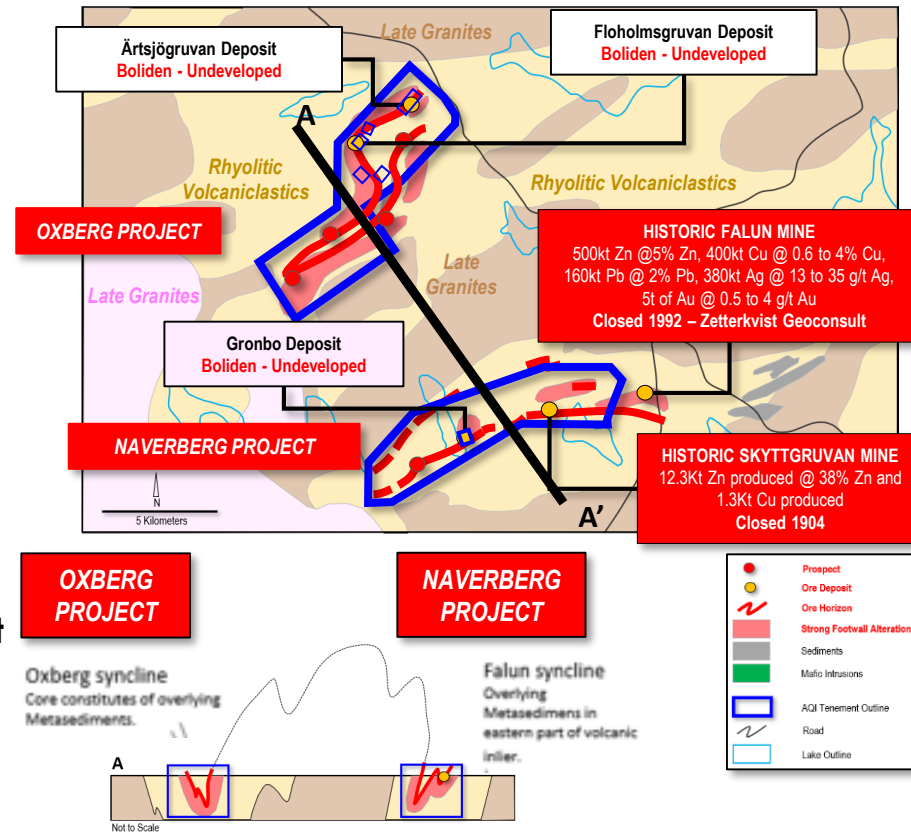 Late Granites
Ärtsjögruvan Deposit
Boliden - Undeveloped
Floholmsgruvan Deposit
Boliden - Undeveloped
A
Rhyolitic
Volcaniclastics
Rhyolitic Volcaniclastics
OXBERG PROJECT
HISTORIC FALUN MINE
500kt Zn @5% Zn, 400kt Cu @ 0.6 to 4% Cu,
160kt Pb @ 2% Pb, 380kt Ag @ 13 to 35 g/t Ag,
5t of Au @ 0.5 to 4 g/t Au
Closed 1992 – Zetterkvist Geoconsult
Late
Granites
Late Granites
Gronbo Deposit
Boliden - Undeveloped
NAVERBERG PROJECT
HISTORIC SKYTTGRUVAN MINE
12.3Kt Zn produced @ 38% Zn and
1.3Kt Cu produced
Closed 1904
N
5 Kilometers
A’
OXBERG
PROJECT
NAVERBERG
PROJECT
Prospect
Ore Deposit
Ore Horizon
Strong Footwall Alteration
Sediments
Mafic Intrusions
AQI Tenement Outline
Road
Lake Outline
t
Oxberg syncline
Core constitutes of overlying
Metasediments.
Falun syncline
Overlying
Metasedimens in
eastern part of volcanic
inlier.
A
Not to Scale